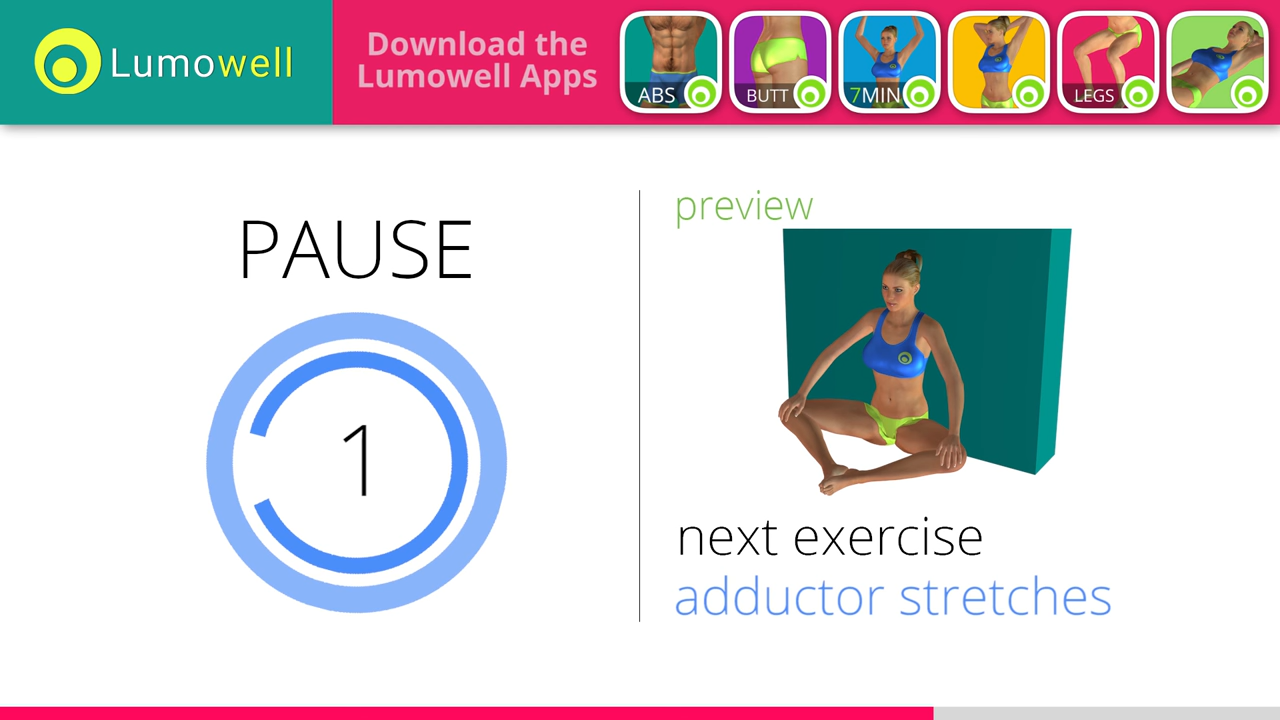 Lumowell
Download the
Lumowell Apps
ABS
BUTT
7MIN
LEGS
PAUSE
1
preview
next exercise
adductor stretches